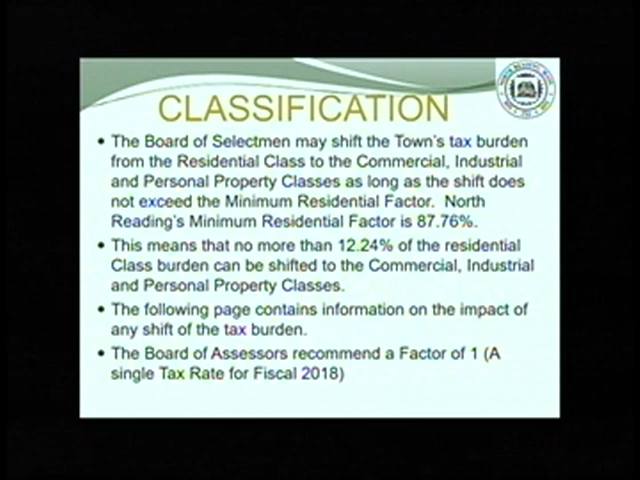 CLASSIFICATION
• The Board of Selectmen may shift the Town's tax burden
from the Residential Class to the Commercial, Industrial
and Personal Property Classes as long as the shift does
not exceed the Minimum Residential Factor. North
Reading's Minimum Residential Factor is 87.76%.
• This means that no more than 12.24% of the residential
Class burden can be shifted to the Commercial, Industrial
and Personal Property Classes.
• The following page contains information on the impact of
any shift of the tax burden.
• The Board of Assessors recommend a Factor of 1 (A
single Tax Rate for Fiscal 2018)